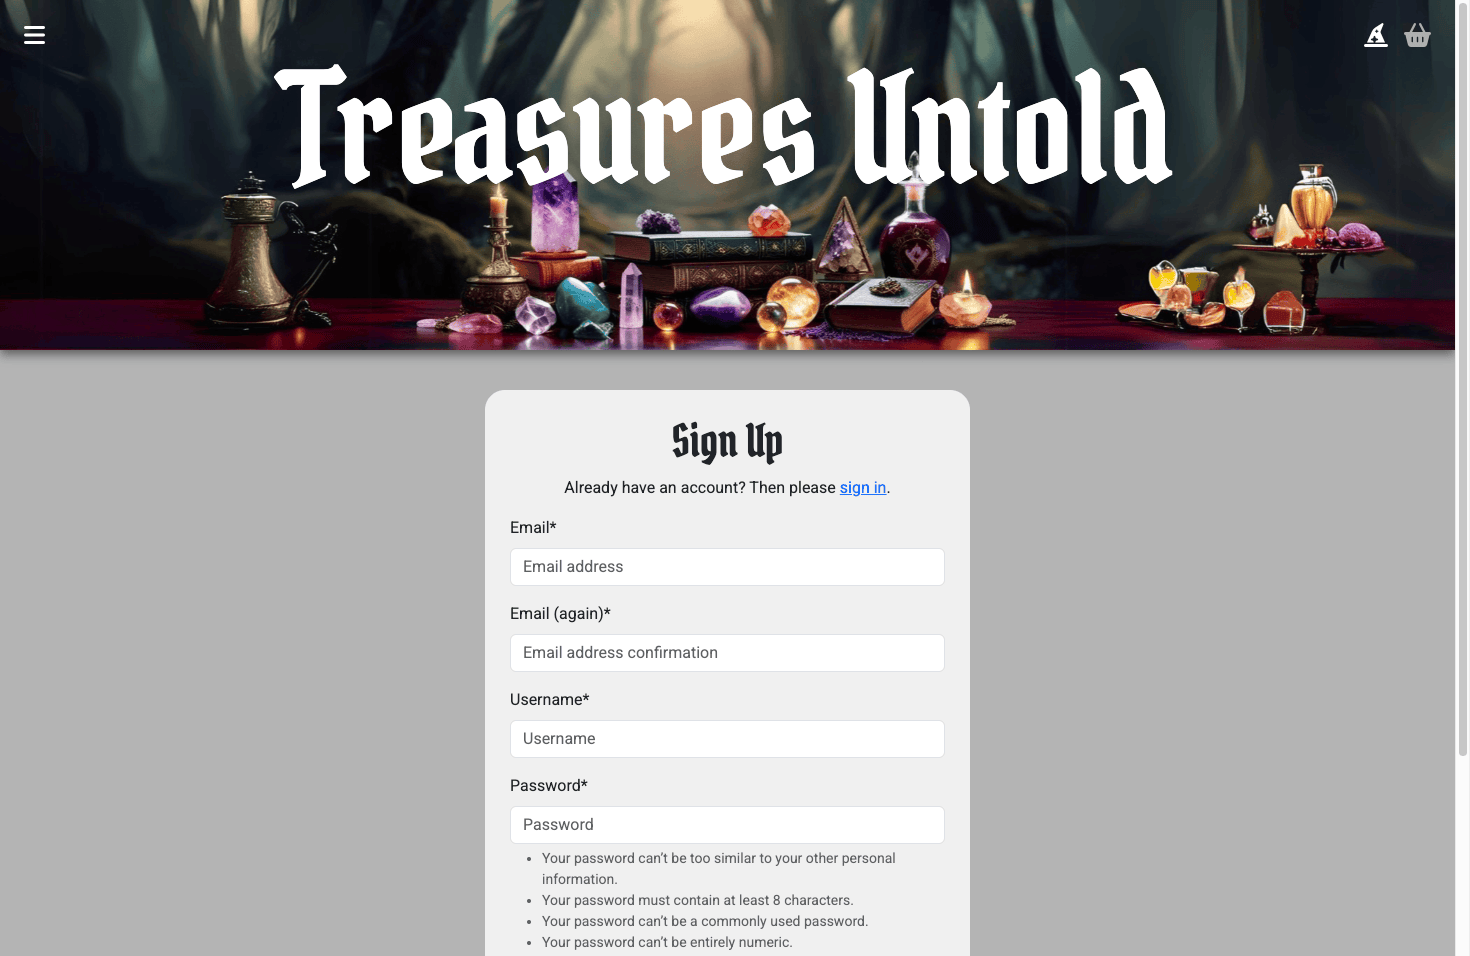 Treasures Untold
Sign Up
Already have an account? Then please sign in.
Email*
Email address
Email (again)*
Email address confirmation
Username*
Username
Password*
Password
Your password can’t be too similar to your other personal
information.
Your password must contain at least 8 characters.
Your password can’t be a commonly used password.
Your password can’t be entirely numeric.